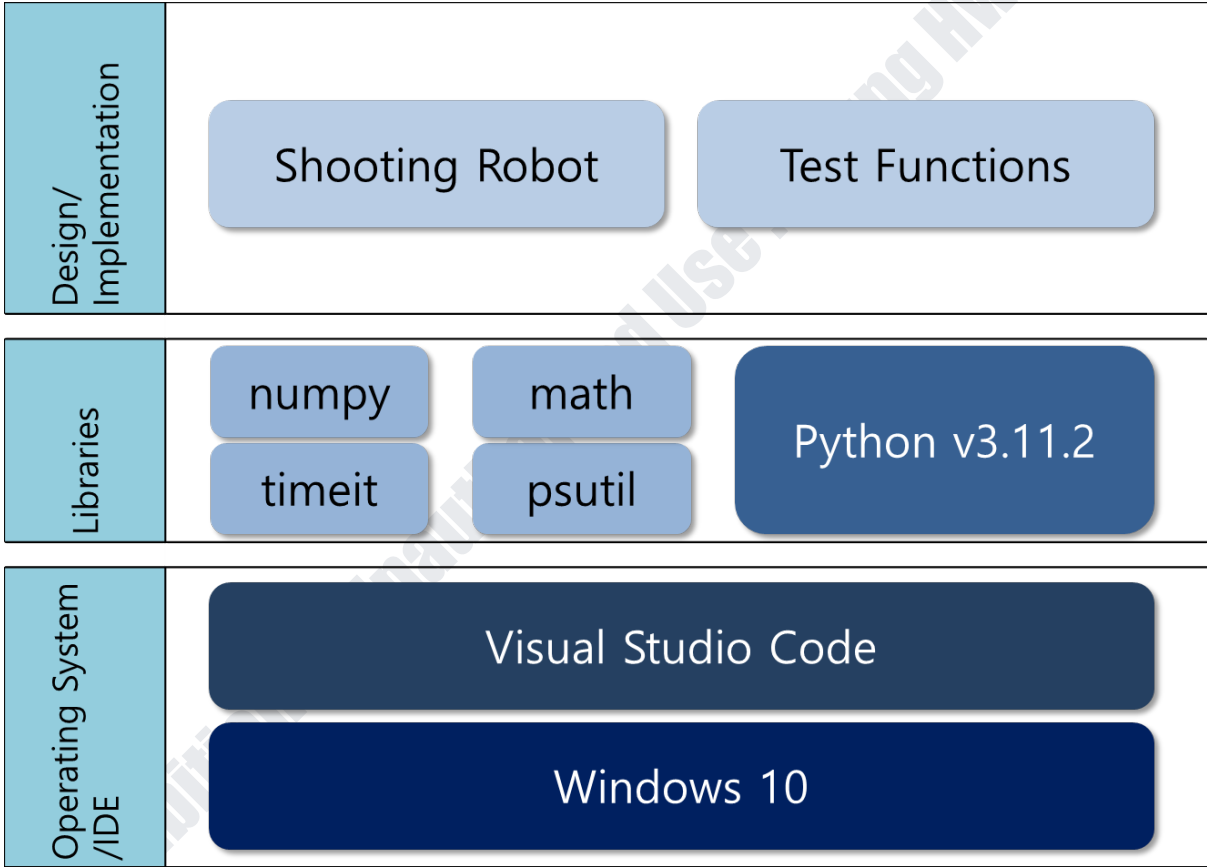 Design/
Implementation
Shooting Robot
Test Functions
Libraries
numpy
math
timeit
psutil
Python v3.11.2
Operating System
/IDE
Visual Studio Code
Windows 10